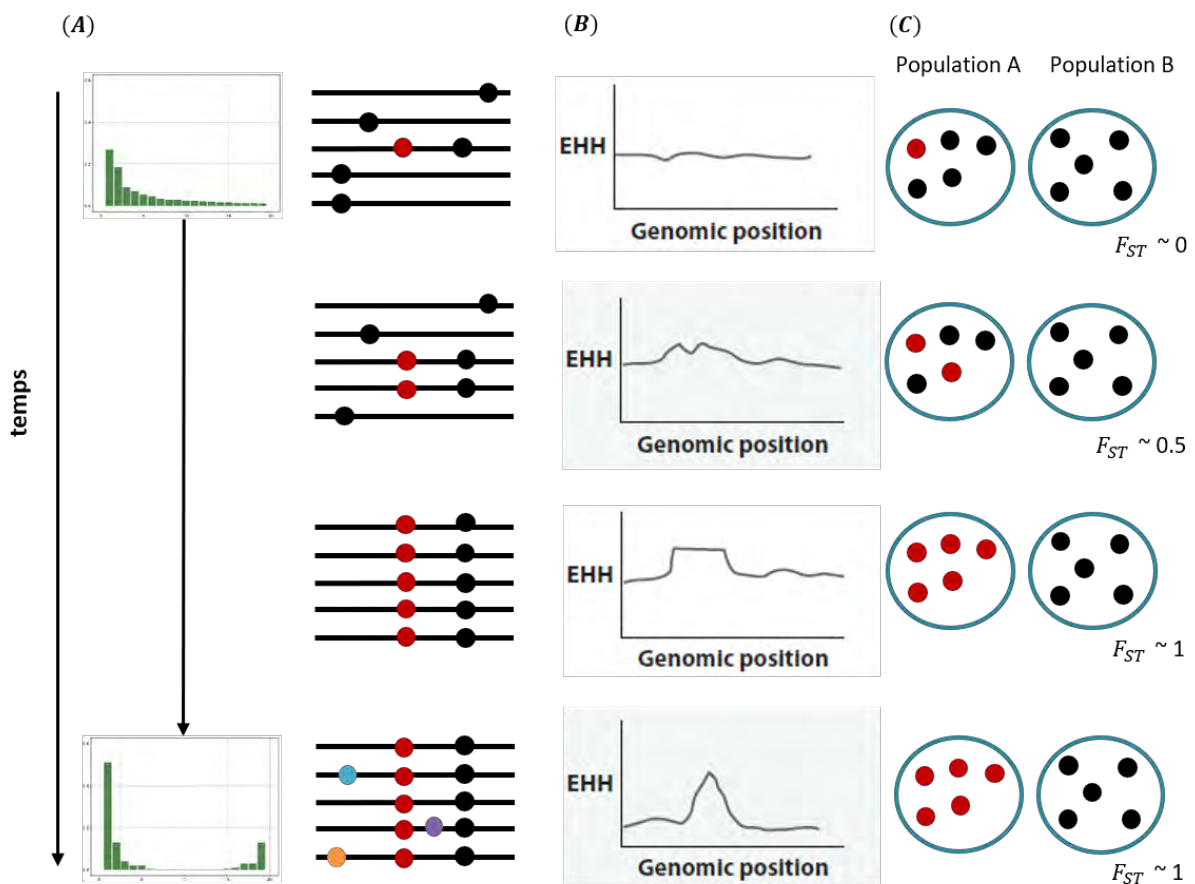 (A)
(B)
(C)
Population A
Population B
temps
EHH
Genomic position
F_ST ~ 0
EHH
Genomic position
F_ST ~ 0.5
EHH
Genomic position
F_ST ~ 1
EHH
Genomic position
F_ST ~ 1